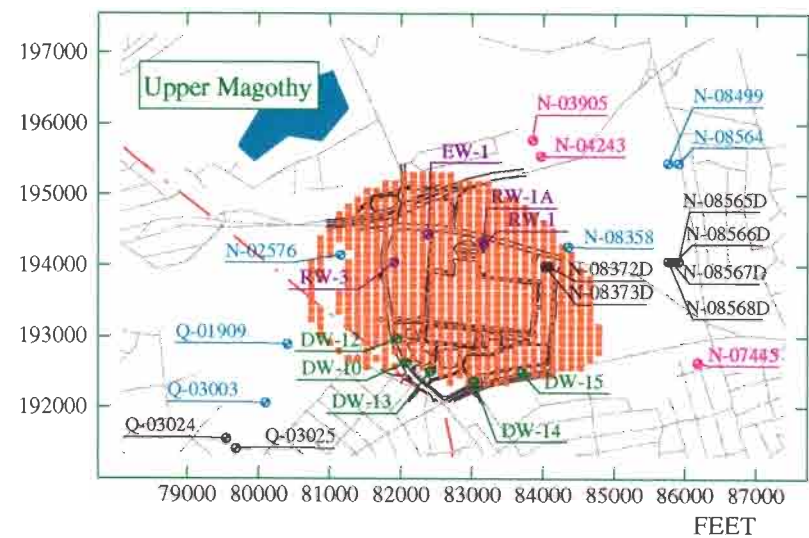 197000
Upper Magothy
196000
N-03905
N-08499
N-04243
N-08564
EW-1
195000
RW-1A
N-08565D
RW-1
N-08566D
N-02576
N-08358
194000
N-08372D
N-08567D
RW-3
N-08373D
N-08568D
193000
Q-01909
DW-12
N-07445
DW-10
DW-15
Q-03003
DW-13
192000
Q-03024
Q-03025
DW-14
79000 80000 81000 82000 83000 84000 85000 86000 87000
FEET